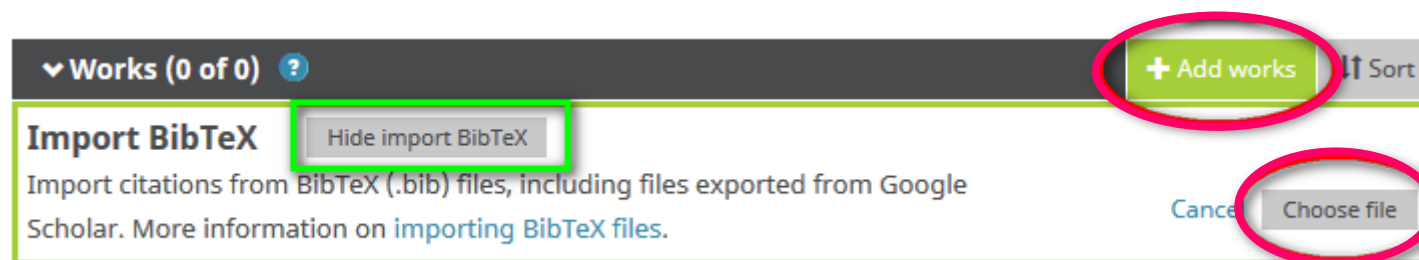 Works (0 of 0) ? + Add works Sort
Import BibTeX Hide import BibTeX
Import citations from BibTeX (.bib) files, including files exported from Google
Scholar. More information on importing BibTeX files.
Cancel Choose file